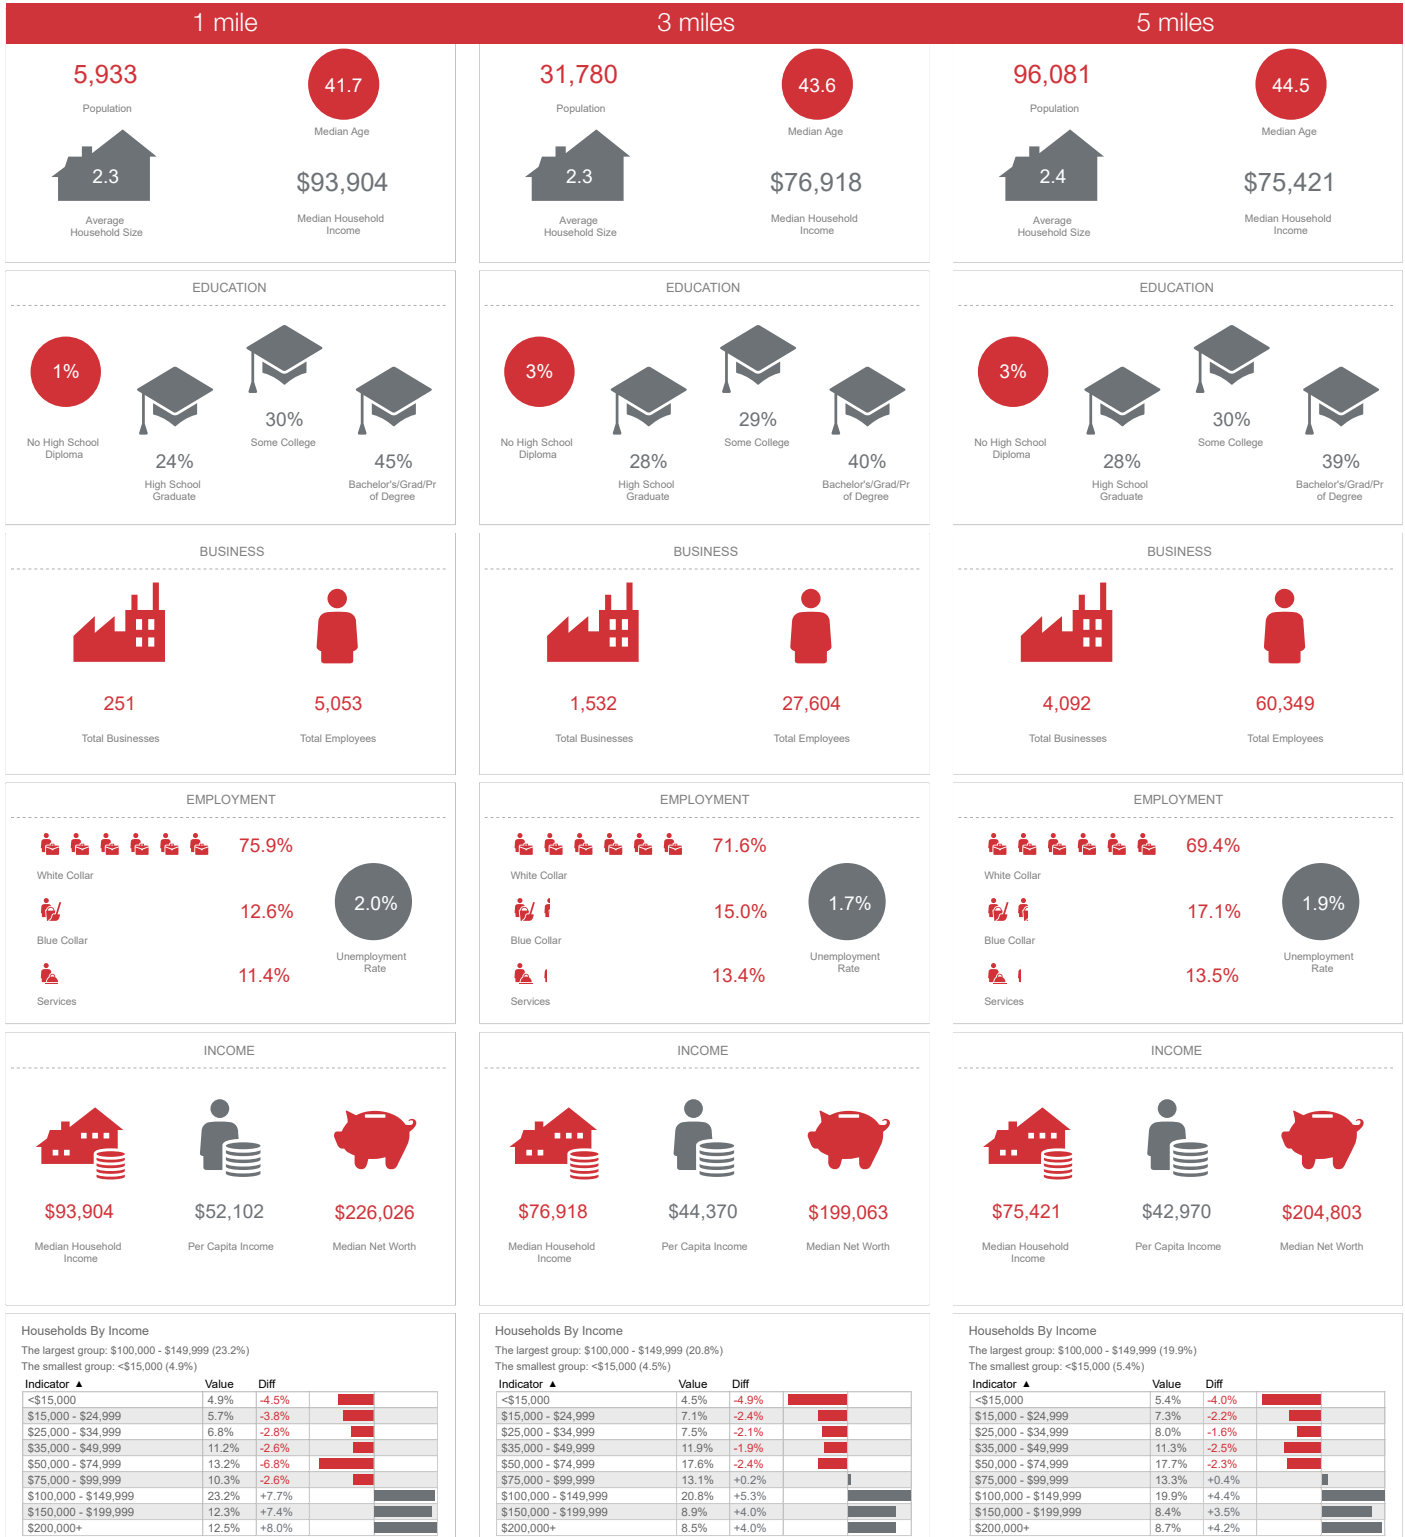 1 mile
5,933
Population
41.7
Median Age
2.3
Average
Household Size
$93,904
Median Household
Income
EDUCATION
1%
No High School
Diploma
24%
High School
Graduate
30%
Some College
45%
Bachelor's/Grad/Pr
of Degree
BUSINESS
251
Total Businesses
5,053
Total Employees
EMPLOYMENT
75.9%
White Collar
12.6%
Blue Collar
11.4%
Services
2.0%
Unemployment
Rate
INCOME
$93,904
Median Household
Income
$52,102
Per Capita Income
$226,026
Median Net Worth
Households By Income
The largest group: $100,000 - $149,999 (23.2%)
The smallest group: <$15,000 (4.9%)
Indicator ▲ Value Diff
<$15,000 4.9% -4.5%
$15,000 - $24,999 5.7% -3.8%
$25,000 - $34,999 6.8% -2.8%
$35,000 - $49,999 11.2% -2.6%
$50,000 - $74,999 13.2% -6.8%
$75,000 - $99,999 10.3% -2.6%
$100,000 - $149,999 23.2% +7.7%
$150,000 - $199,999 12.3% +7.4%
$200,000+ 12.5% +8.0%
3 miles
31,780
Population
43.6
Median Age
2.3
Average
Household Size
$76,918
Median Household
Income
EDUCATION
3%
No High School
Diploma
28%
High School
Graduate
29%
Some College
40%
Bachelor's/Grad/Pr
of Degree
BUSINESS
1,532
Total Businesses
27,604
Total Employees
EMPLOYMENT
71.6%
White Collar
15.0%
Blue Collar
13.4%
Services
1.7%
Unemployment
Rate
INCOME
$76,918
Median Household
Income
$44,370
Per Capita Income
$199,063
Median Net Worth
Households By Income
The largest group: $100,000 - $149,999 (20.8%)
The smallest group: <$15,000 (4.5%)
Indicator ▲ Value Diff
<$15,000 4.5% -4.9%
$15,000 - $24,999 7.1% -2.4%
$25,000 - $34,999 7.5% -2.1%
$35,000 - $49,999 11.9% -1.9%
$50,000 - $74,999 17.6% -2.4%
$75,000 - $99,999 13.1% +0.2%
$100,000 - $149,999 20.8% +5.3%
$150,000 - $199,999 8.9% +4.0%
$200,000+ 8.5% +4.0%
5 miles
96,081
Population
44.5
Median Age
2.4
Average
Household Size
$75,421
Median Household
Income
EDUCATION
3%
No High School
Diploma
28%
High School
Graduate
30%
Some College
39%
Bachelor's/Grad/Pr
of Degree
BUSINESS
4,092
Total Businesses
60,349
Total Employees
EMPLOYMENT
69.4%
White Collar
17.1%
Blue Collar
13.5%
Services
1.9%
Unemployment
Rate
INCOME
$75,421
Median Household
Income
$42,970
Per Capita Income
$204,803
Median Net Worth
Households By Income
The largest group: $100,000 - $149,999 (19.9%)
The smallest group: <$15,000 (5.4%)
Indicator ▲ Value Diff
<$15,000 5.4% -4.0%
$15,000 - $24,999 7.3% -2.2%
$25,000 - $34,999 8.0% -1.6%
$35,000 - $49,999 11.3% -2.5%
$50,000 - $74,999 17.7% -2.3%
$75,000 - $99,999 13.3% +0.4%
$100,000 - $149,999 19.9% +4.4%
$150,000 - $199,999 8.4% +3.5%
$200,000+ 8.7% +4.2%